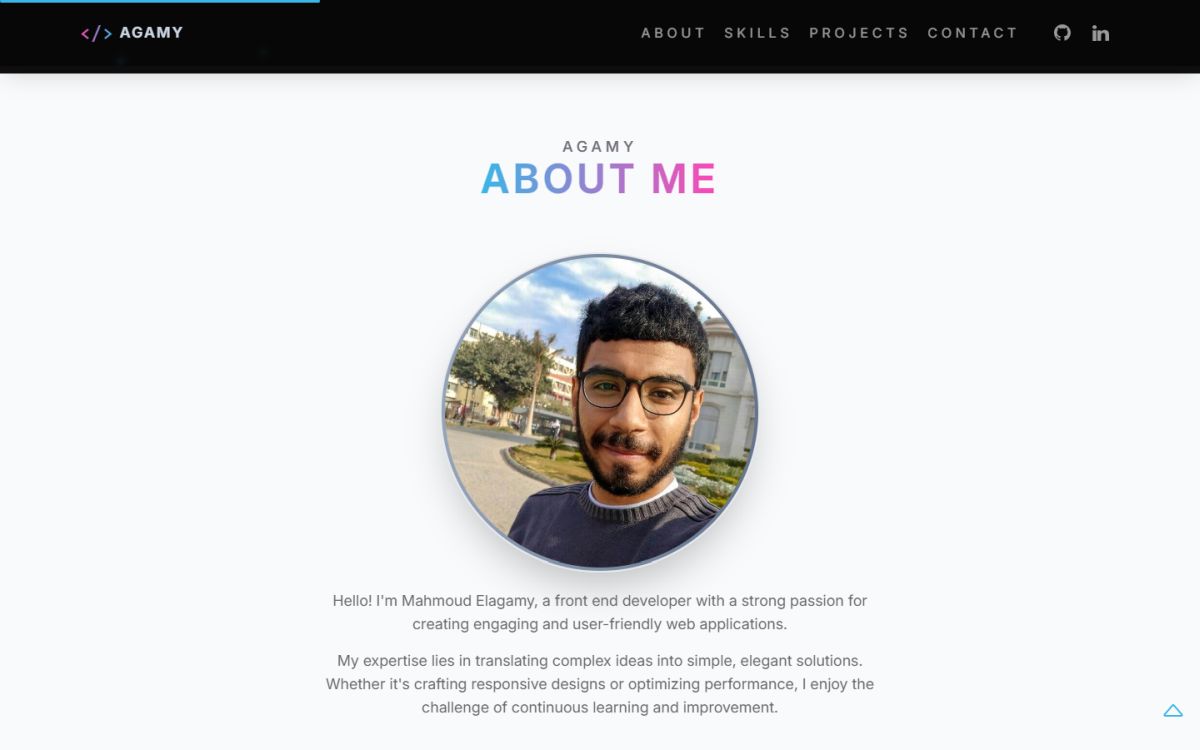 </> AGAMY
ABOUT SKILLS PROJECTS CONTACT
AGAMY
ABOUT ME
Hello! I'm Mahmoud Elagamy, a front end developer with a strong passion for
creating engaging and user-friendly web applications.
My expertise lies in translating complex ideas into simple, elegant solutions.
Whether it's crafting responsive designs or optimizing performance, I enjoy the
challenge of continuous learning and improvement.